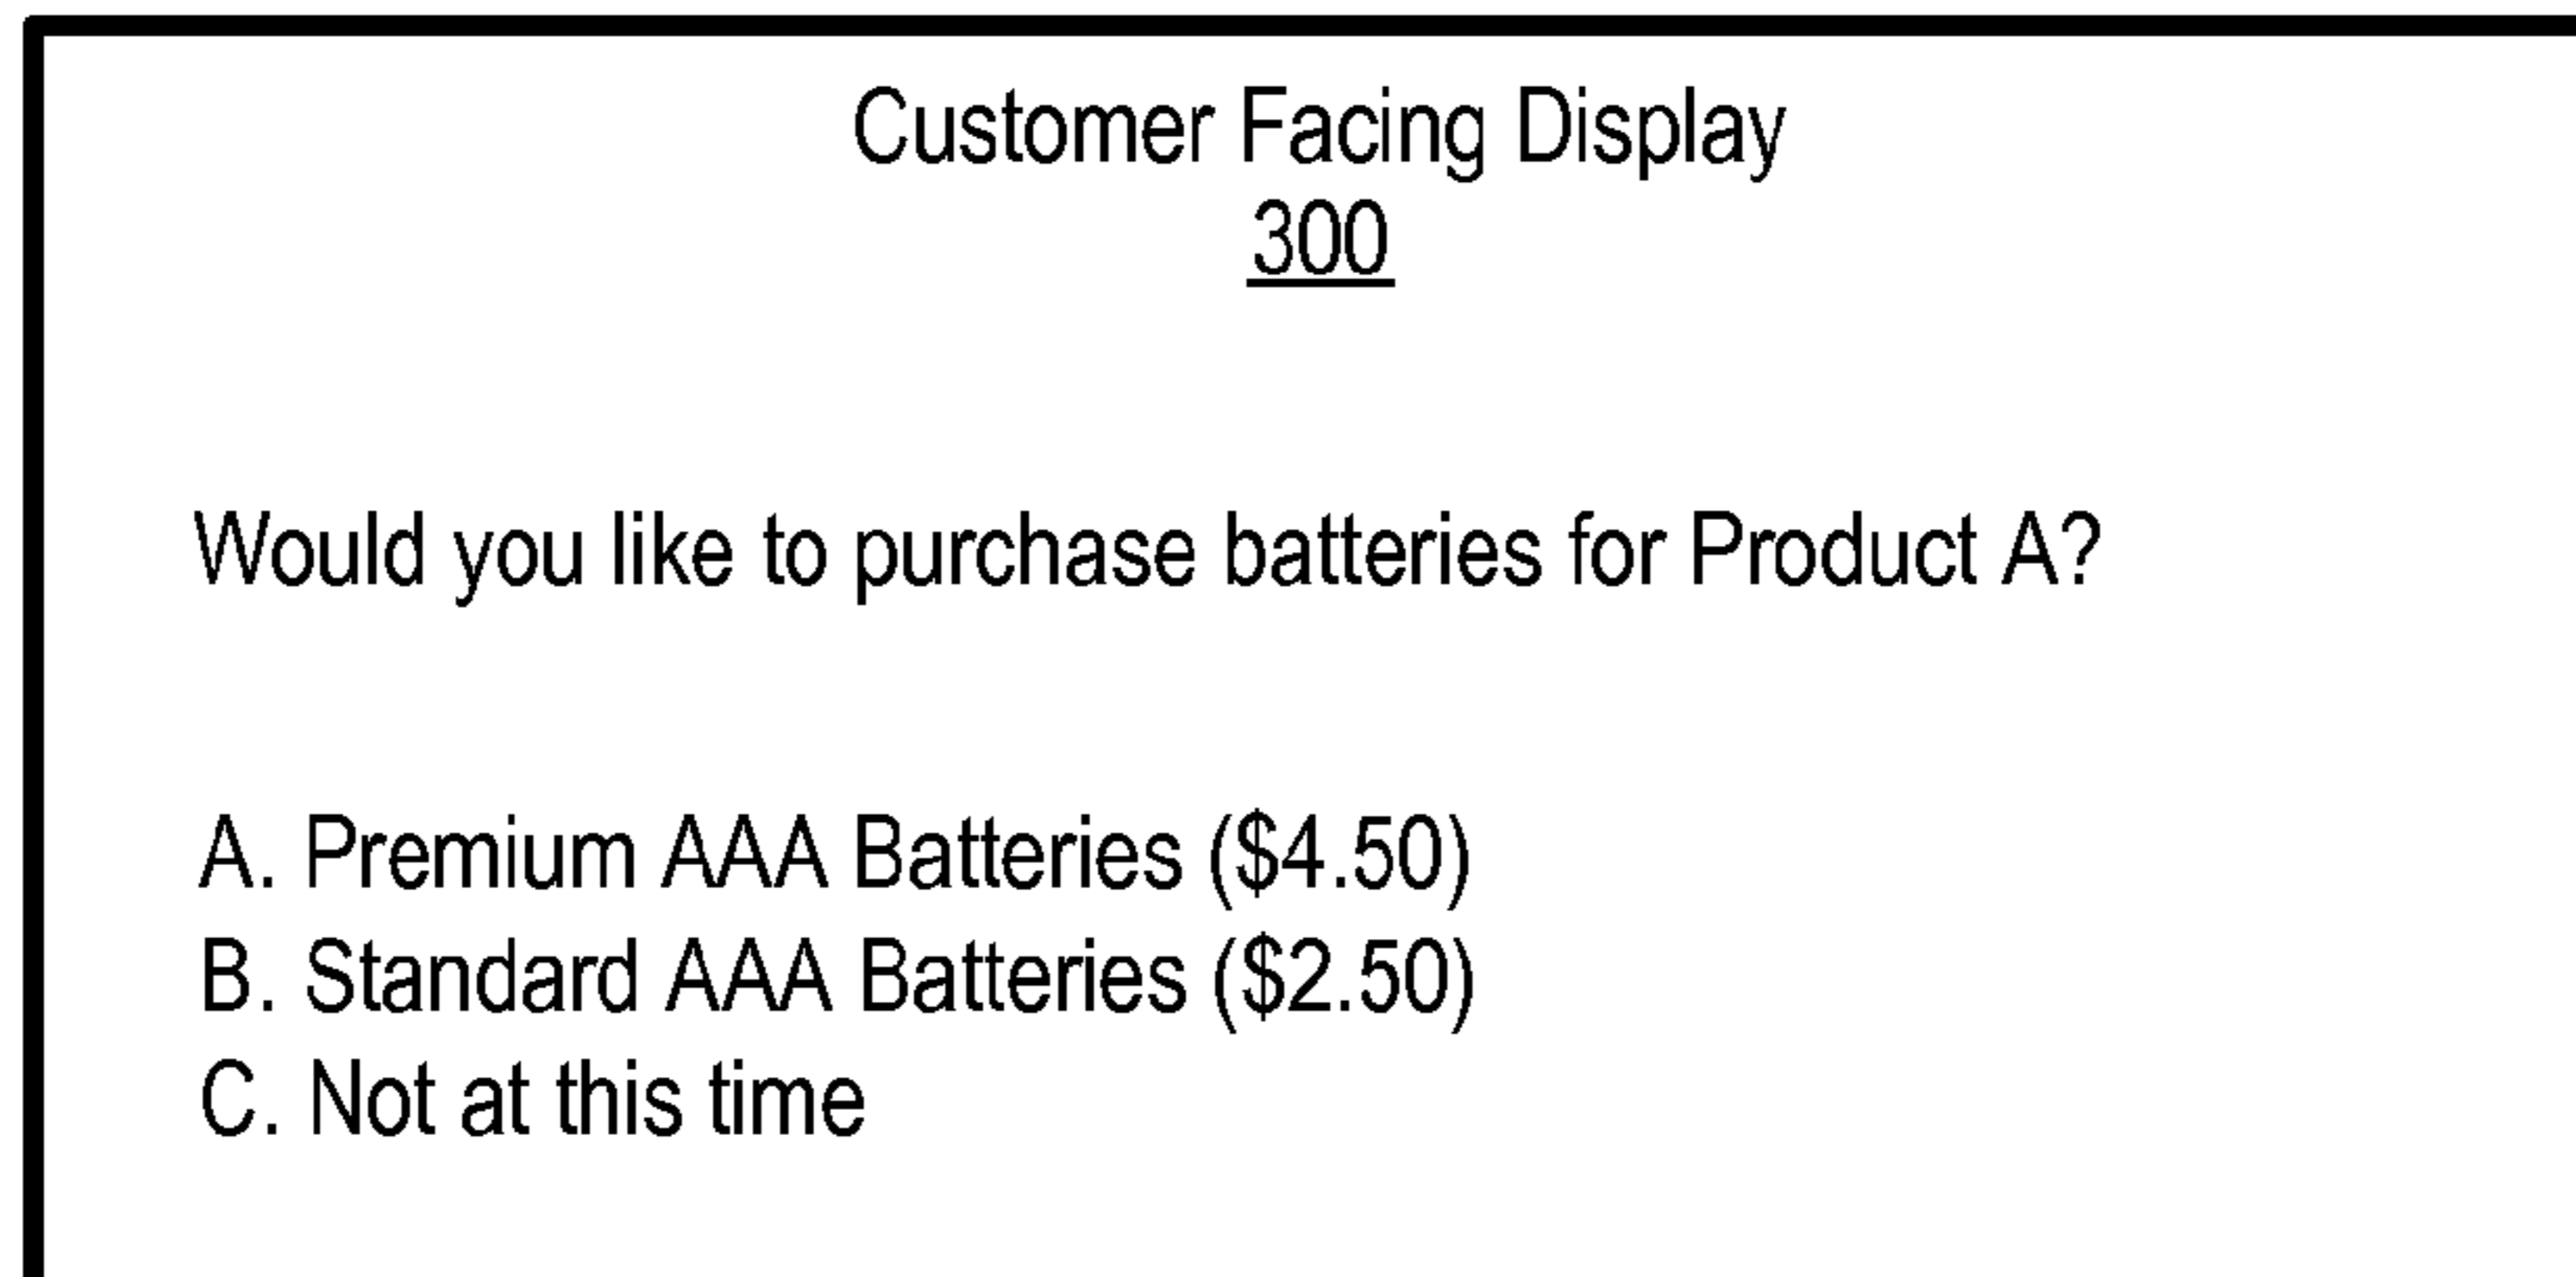 Customer Facing Display
300
Would you like to purchase batteries for Product A?
A. Premium AAA Batteries ($4.50)
B. Standard AAA Batteries ($2.50)
C. Not at this time